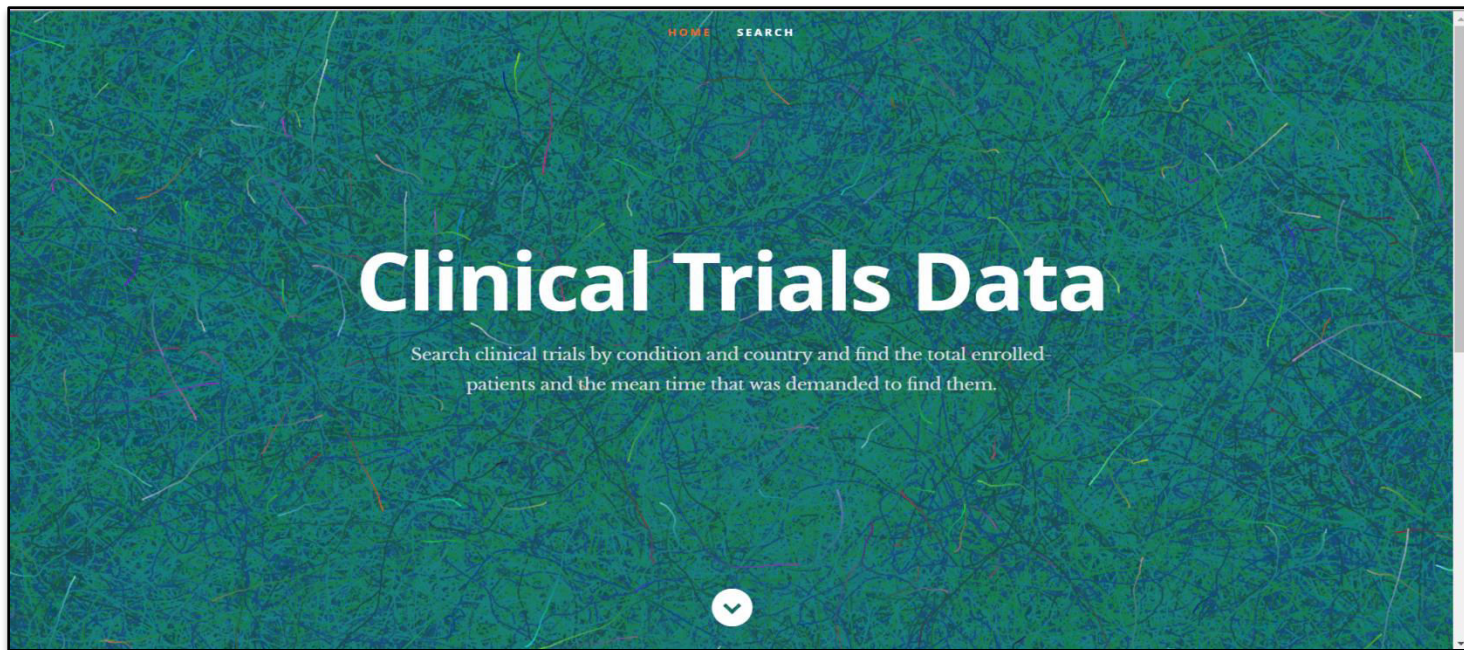 HOME SEARCH
Clinical Trials Data
Search clinical trials by condition and country and find the total enrolled
patients and the mean time that was demanded to find them.